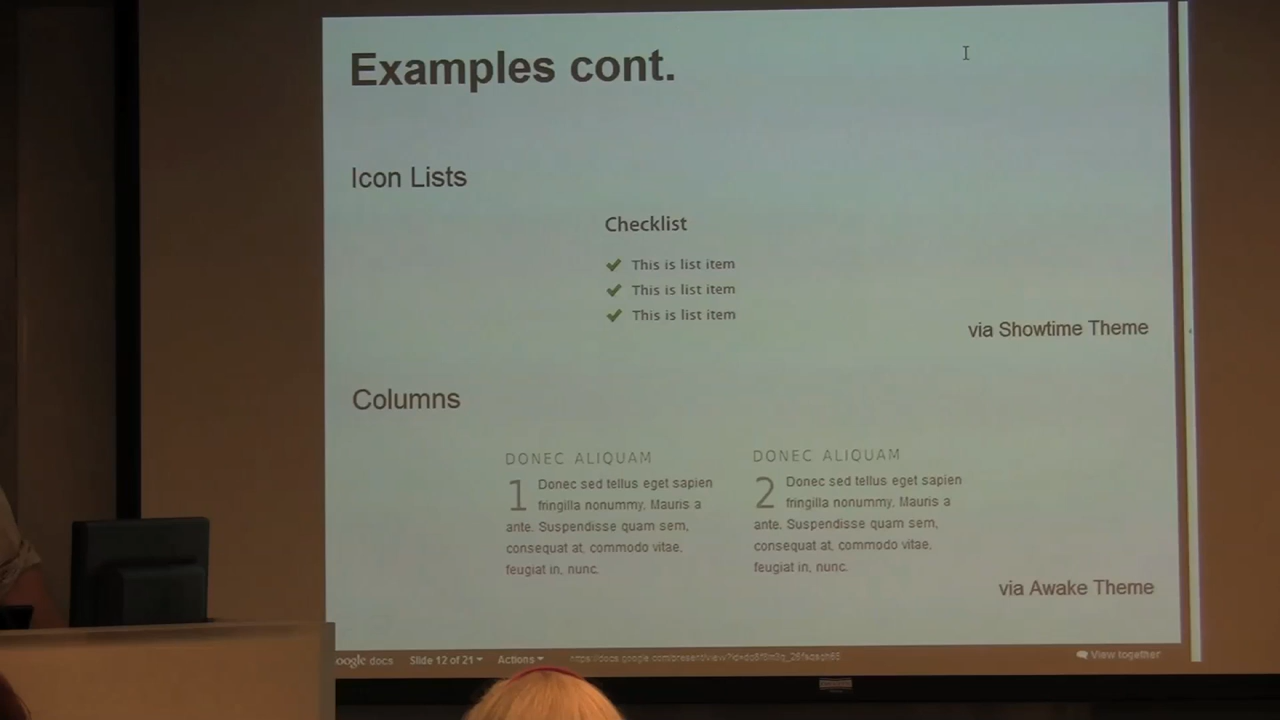 Examples cont.
Icon Lists
Checklist
This is list item
This is list item
This is list item
via Showtime Theme
Columns
DONEC ALIQUAM
1 Donec sed tellus eget sapien
fringilla nonummy. Mauris a
ante. Suspendisse quam sem,
consequat at, commodo vitae,
feugiat in, nunc.
DONEC ALIQUAM
2 Donec sed tellus eget sapien
fringilla nonummy. Mauris a
ante. Suspendisse quam sem,
consequat at, commodo vitae,
feugiat in, nunc.
via Awake Theme
oogle docs Slide 12 of 21 Actions View together